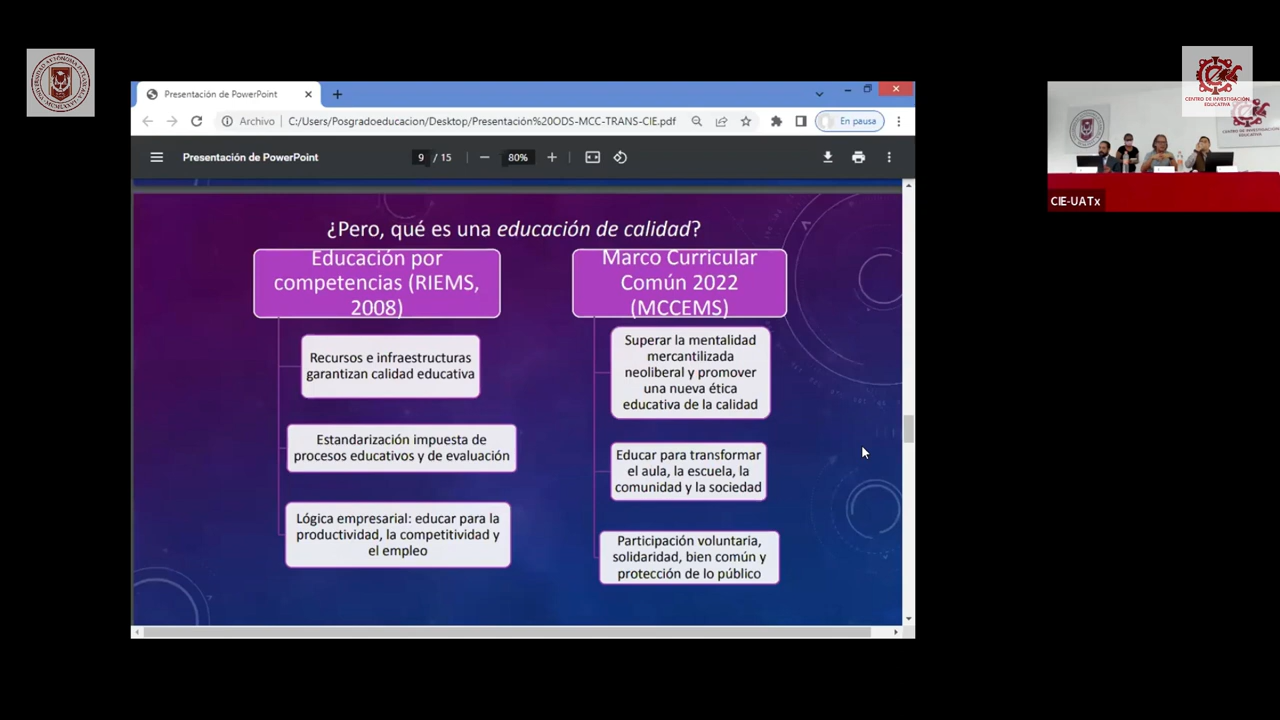 Presentación de PowerPoint
Archivo
C:/Users/Posgradoeducacion/Desktop/Presentación%20ODS-MCC-TRANS-CIE.pdf
En pausa
Presentación de PowerPoint
9 / 15
80%
CENTRO DE INVESTIGACIÓN
EDUCATIVA
CIE-UATx
¿Pero, qué es una educación de calidad?
Educación por
competencias (RIEMS,
2008)
Recursos e infraestructuras
garantizan calidad educativa
Estandarización impuesta de
procesos educativos y de evaluación
Lógica empresarial: educar para la
productividad, la competitividad y
el empleo
Marco Curricular
Común 2022
(MCCEMS)
Superar la mentalidad
mercantilizada
neoliberal y promover
una nueva ética
educativa de la calidad
Educar para transformar
el aula, la escuela, la
comunidad y la sociedad
Participación voluntaria,
solidaridad, bien común y
protección de lo público